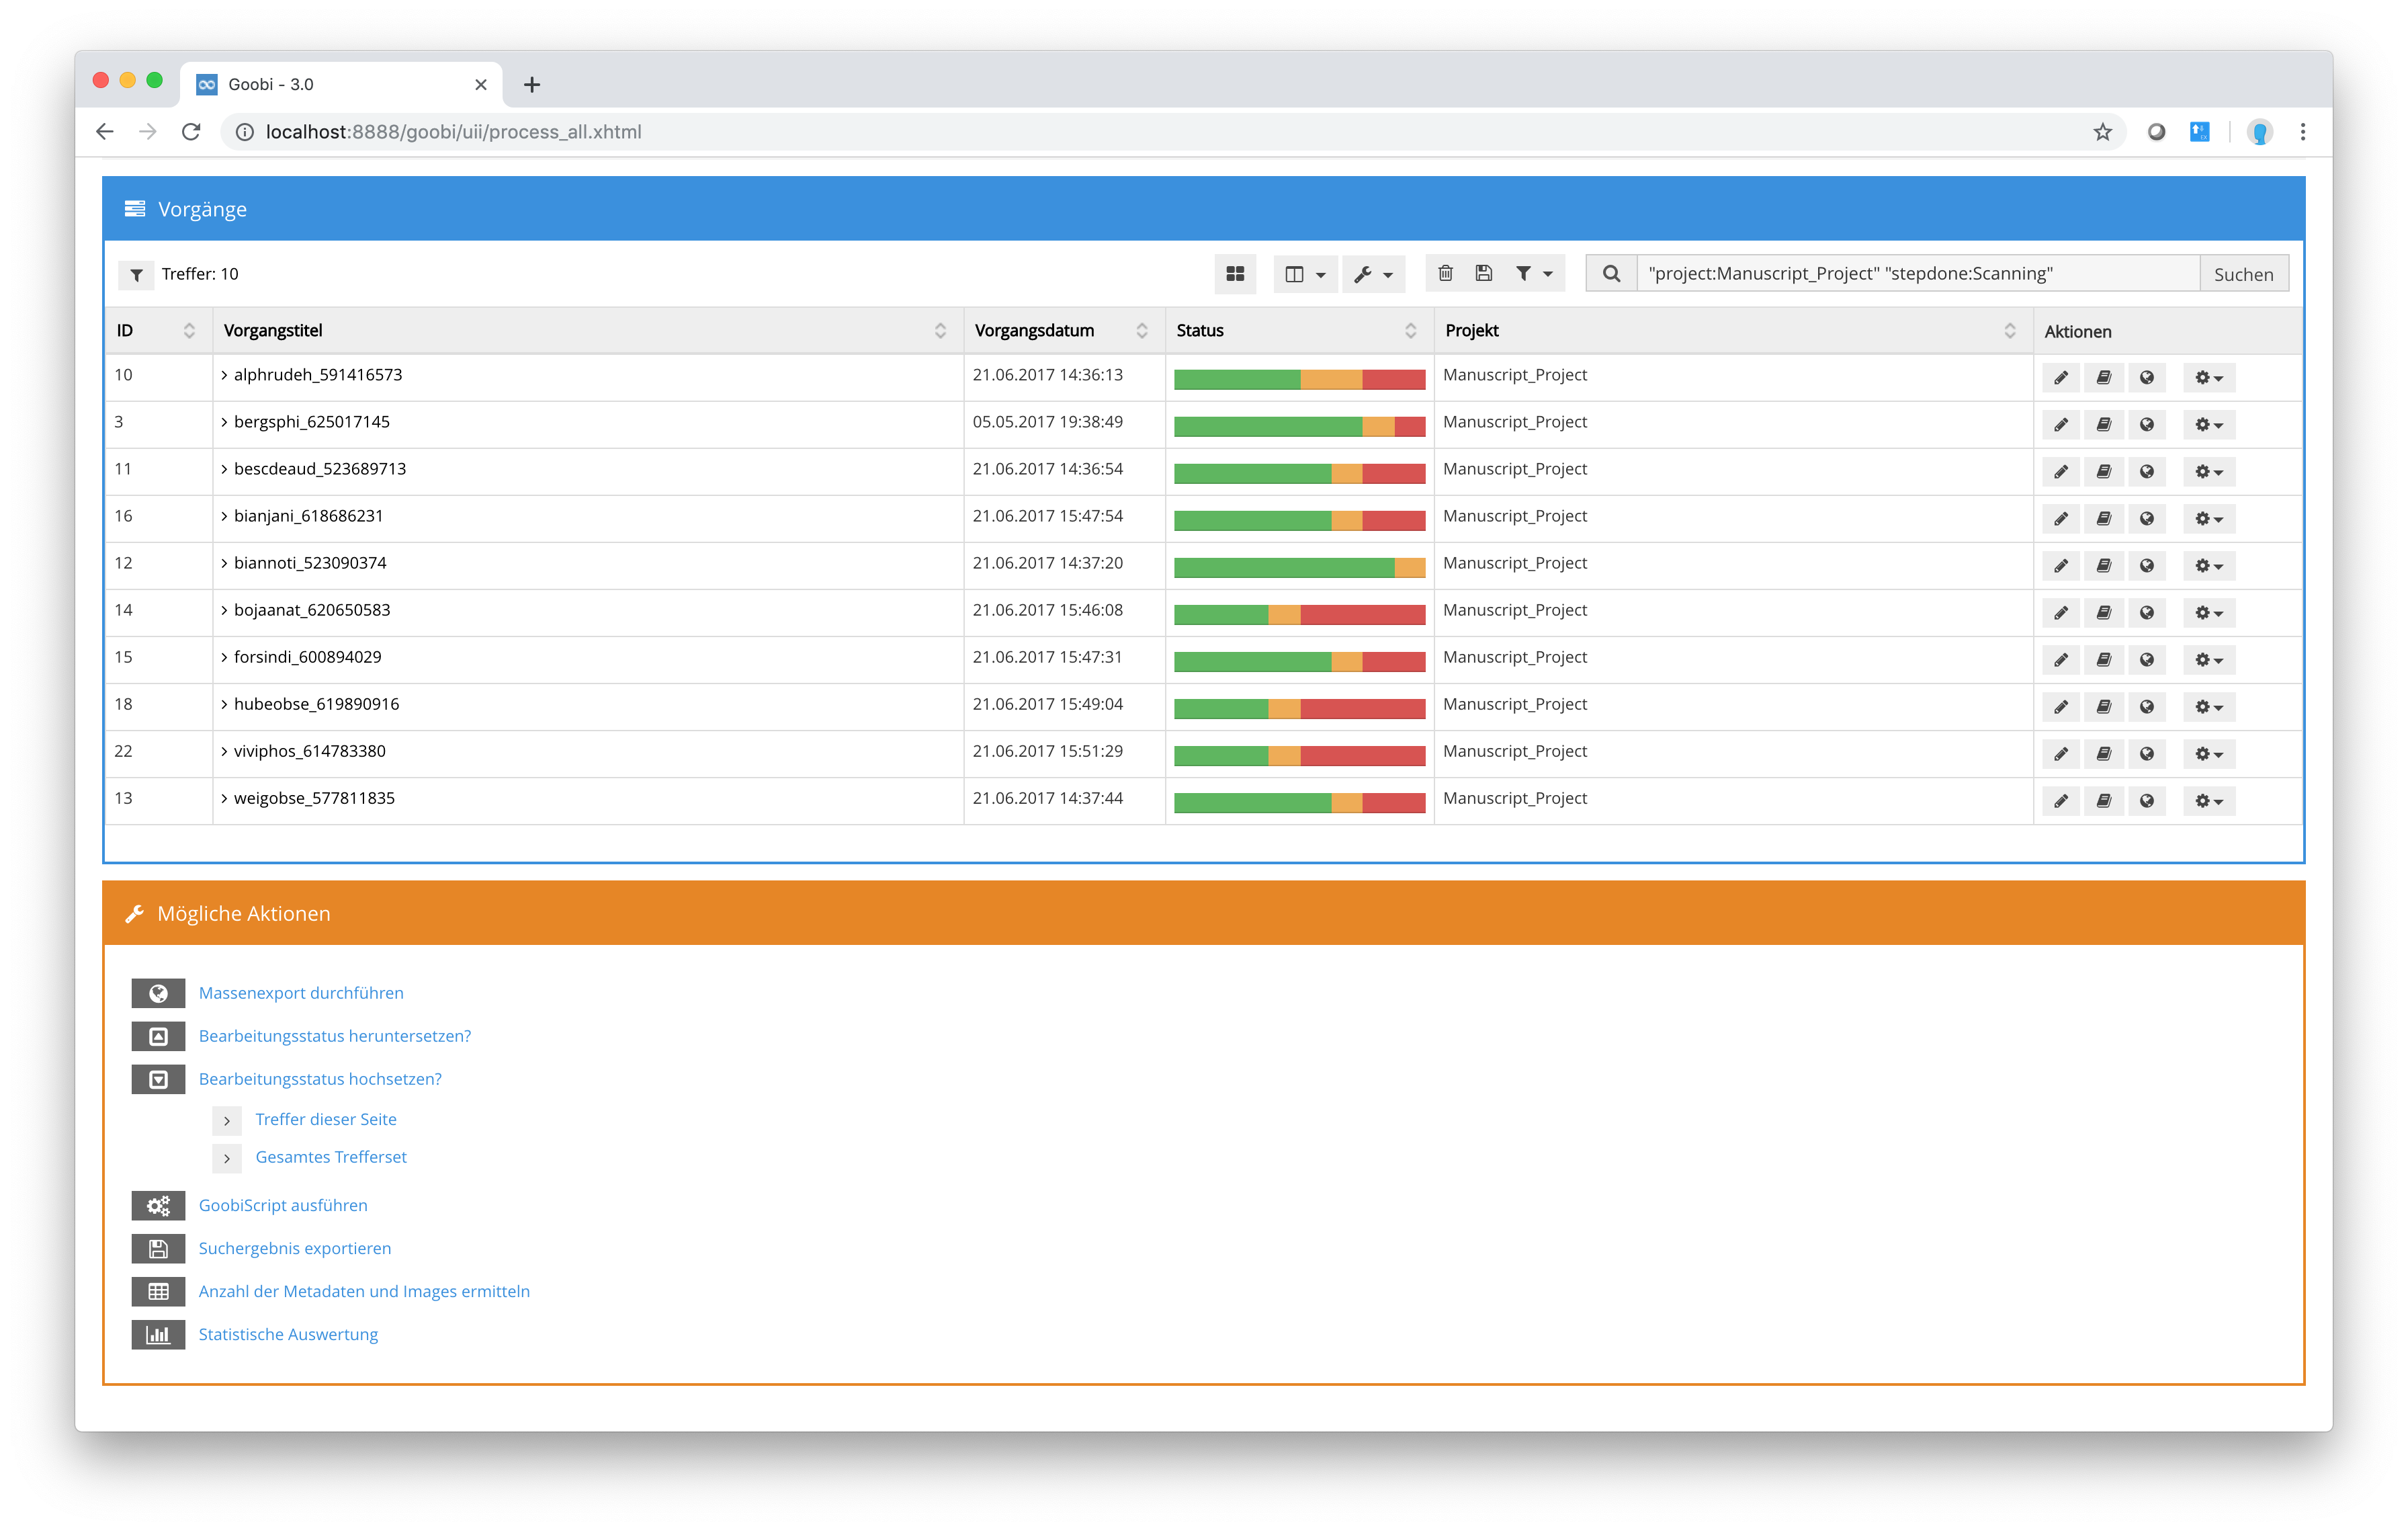 Goobi - 3.0
localhost:8888/goobi/uii/process_all.xhtml
Vorgänge
Treffer: 10
"project:Manuscript_Project" "stepdone:Scanning"
Suchen
ID Vorgangstitel Vorgangsdatum Status Projekt Aktionen
10 alphrudeh_591416573 21.06.2017 14:36:13 Manuscript_Project
3 bergsphi_625017145 05.05.2017 19:38:49 Manuscript_Project
11 bescdeaud_523689713 21.06.2017 14:36:54 Manuscript_Project
16 bianjani_618686231 21.06.2017 15:47:54 Manuscript_Project
12 biannoti_523090374 21.06.2017 14:37:20 Manuscript_Project
14 bojaanat_620650583 21.06.2017 15:46:08 Manuscript_Project
15 forsindi_600894029 21.06.2017 15:47:31 Manuscript_Project
18 hubeobse_619890916 21.06.2017 15:49:04 Manuscript_Project
22 viviphos_614783380 21.06.2017 15:51:29 Manuscript_Project
13 weigobse_577811835 21.06.2017 14:37:44 Manuscript_Project
Mögliche Aktionen
Massenexport durchführen
Bearbeitungsstatus heruntersetzen?
Bearbeitungsstatus hochsetzen?
Treffer dieser Seite
Gesamtes Trefferset
GoobiScript ausführen
Suchergebnis exportieren
Anzahl der Metadaten und Images ermitteln
Statistische Auswertung